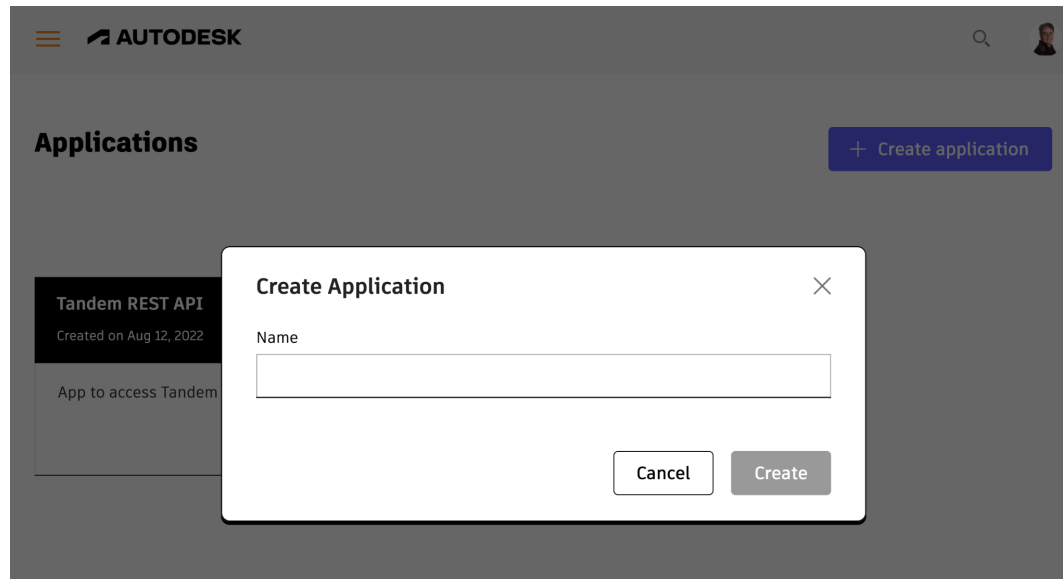 AUTODESK
Applications
+ Create application
Tandem REST API
Created on Aug 12, 2022
App to access Tandem
Create Application
Name
Cancel
Create